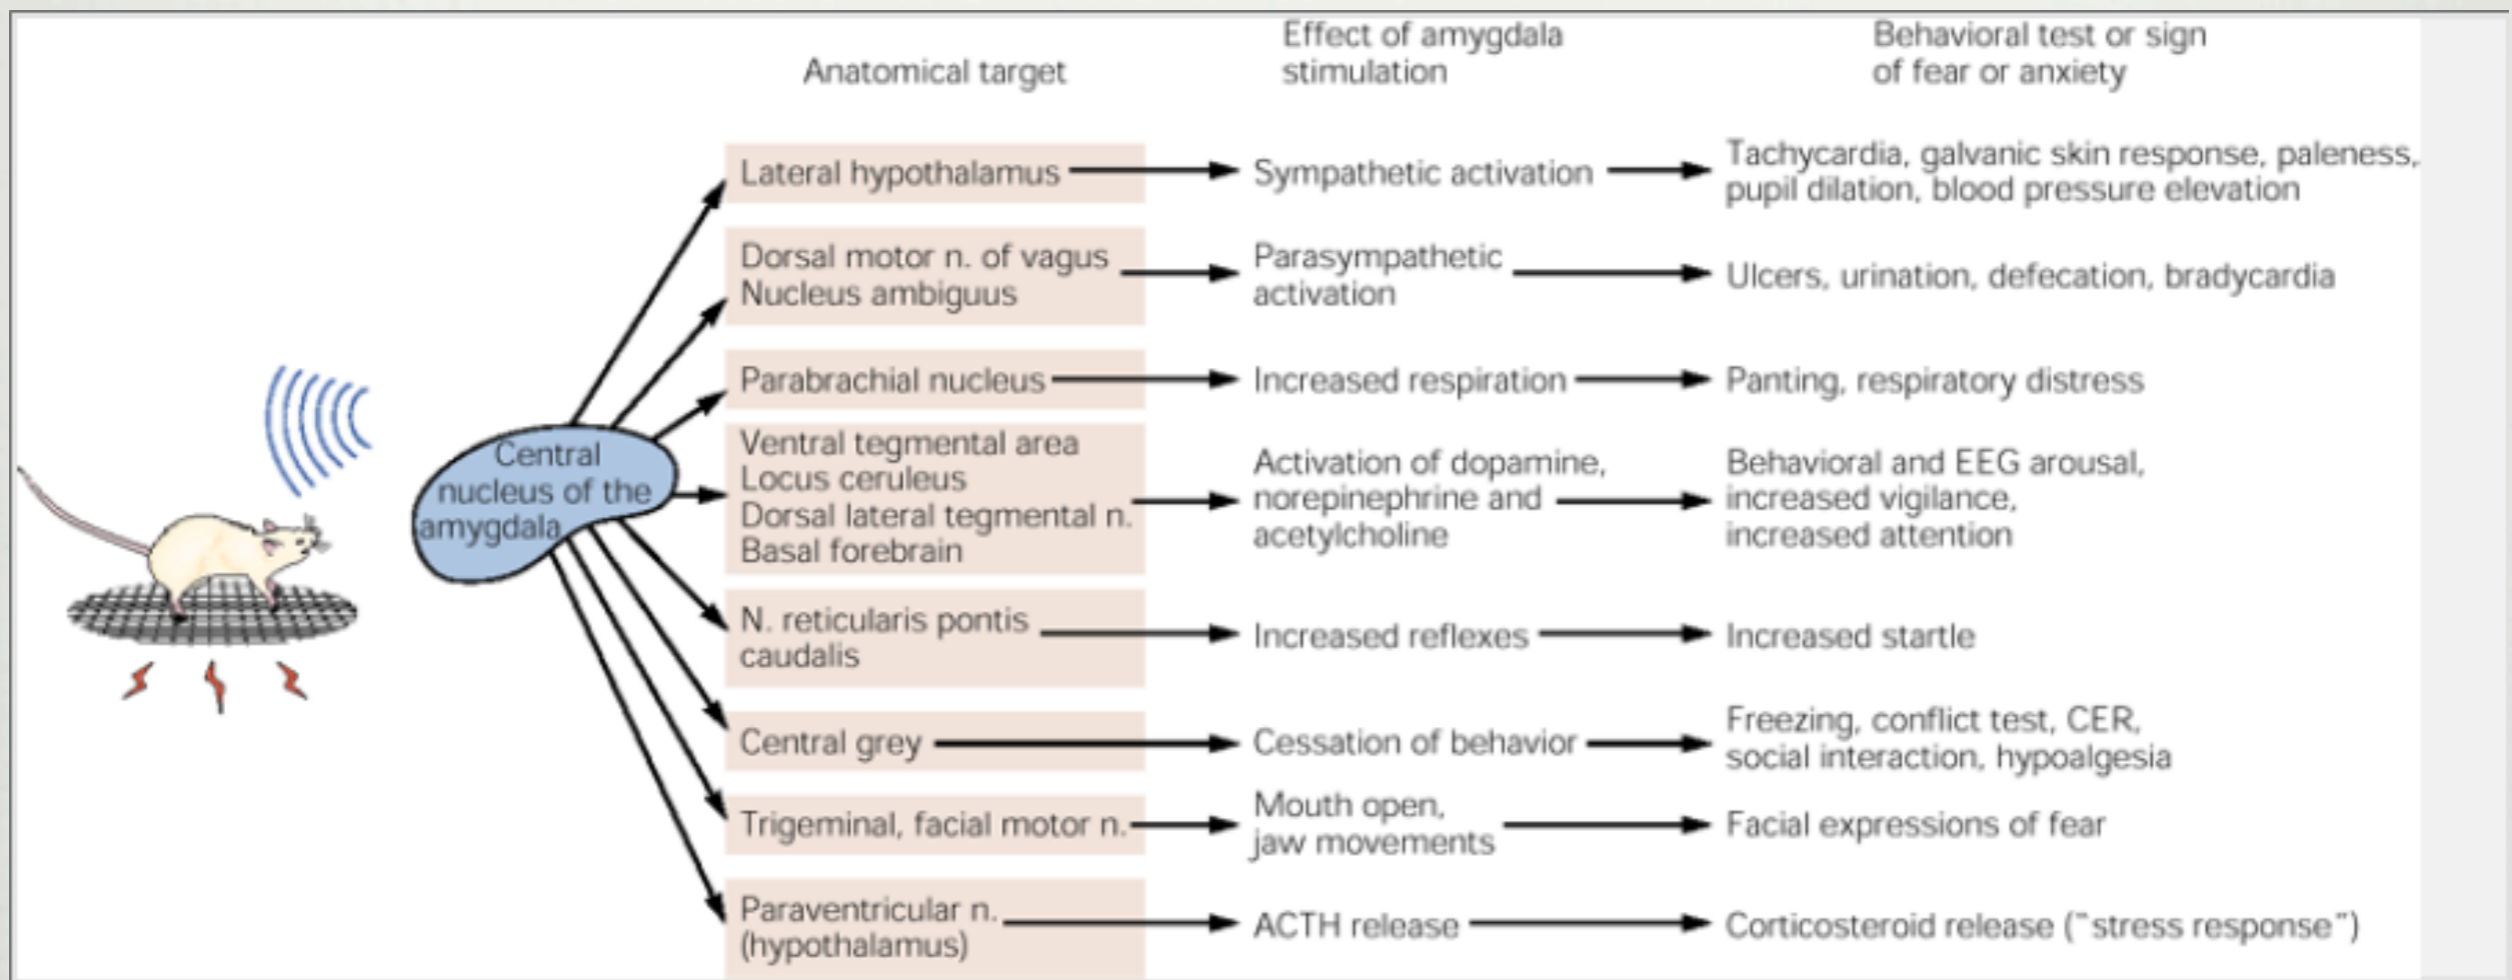 Anatomical target
Effect of amygdala
stimulation
Behavioral test or sign
of fear or anxiety
Central
nucleus of the
amygdala
Lateral hypothalamus
Sympathetic activation
Tachycardia, galvanic skin response, paleness,
pupil dilation, blood pressure elevation
Dorsal motor n. of vagus
Nucleus ambiguus
Parasympathetic
activation
Ulcers, urination, defecation, bradycardia
Parabrachial nucleus
Increased respiration
Panting, respiratory distress
Ventral tegmental area
Locus ceruleus
Dorsal lateral tegmental n.
Basal forebrain
Activation of dopamine,
norepinephrine and
acetylcholine
Behavioral and EEG arousal,
increased vigilance,
increased attention
N. reticularis pontis
caudalis
Increased reflexes
Increased startle
Central grey
Cessation of behavior
Freezing, conflict test, CER,
social interaction, hypoalgesia
Trigeminal, facial motor n.
Mouth open,
jaw movements
Facial expressions of fear
Paraventricular n.
(hypothalamus)
ACTH release
Corticosteroid release ("stress response")